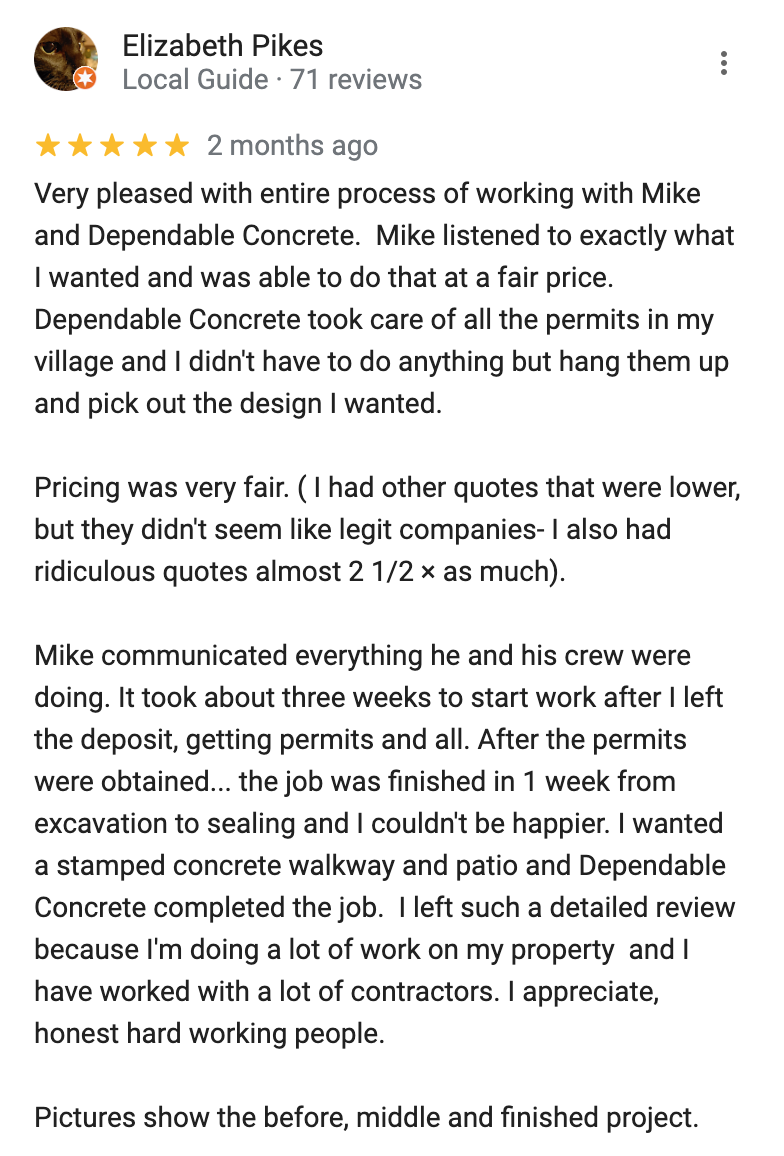 Elizabeth Pikes
Local Guide · 71 reviews
2 months ago
Very pleased with entire process of working with Mike
and Dependable Concrete.  Mike listened to exactly what
I wanted and was able to do that at a fair price.
Dependable Concrete took care of all the permits in my
village and I didn't have to do anything but hang them up
and pick out the design I wanted.

Pricing was very fair. ( I had other quotes that were lower,
but they didn't seem like legit companies- I also had
ridiculous quotes almost 2 1/2 × as much).

Mike communicated everything he and his crew were
doing. It took about three weeks to start work after I left
the deposit, getting permits and all. After the permits
were obtained... the job was finished in 1 week from
excavation to sealing and I couldn't be happier. I wanted
a stamped concrete walkway and patio and Dependable
Concrete completed the job.  I left such a detailed review
because I'm doing a lot of work on my property  and I
have worked with a lot of contractors. I appreciate,
honest hard working people.

Pictures show the before, middle and finished project.